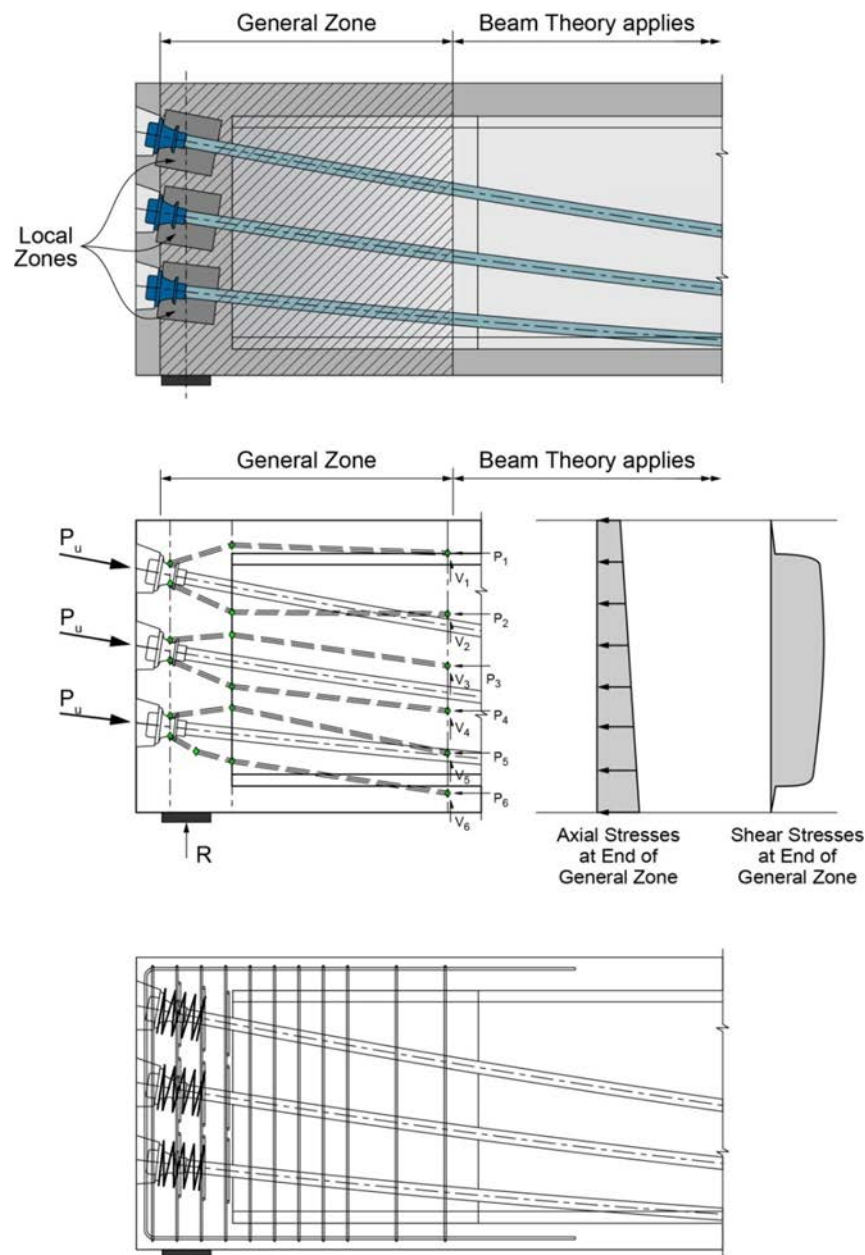 General Zone
Beam Theory applies
Local
Zones
General Zone
Beam Theory applies
Pu
Pu
Pu
P1
V1
P2
V2
P3
V3
P4
V4
P5
V5
P6
V6
R
Axial Stresses
at End of
General Zone
Shear Stresses
at End of
General Zone